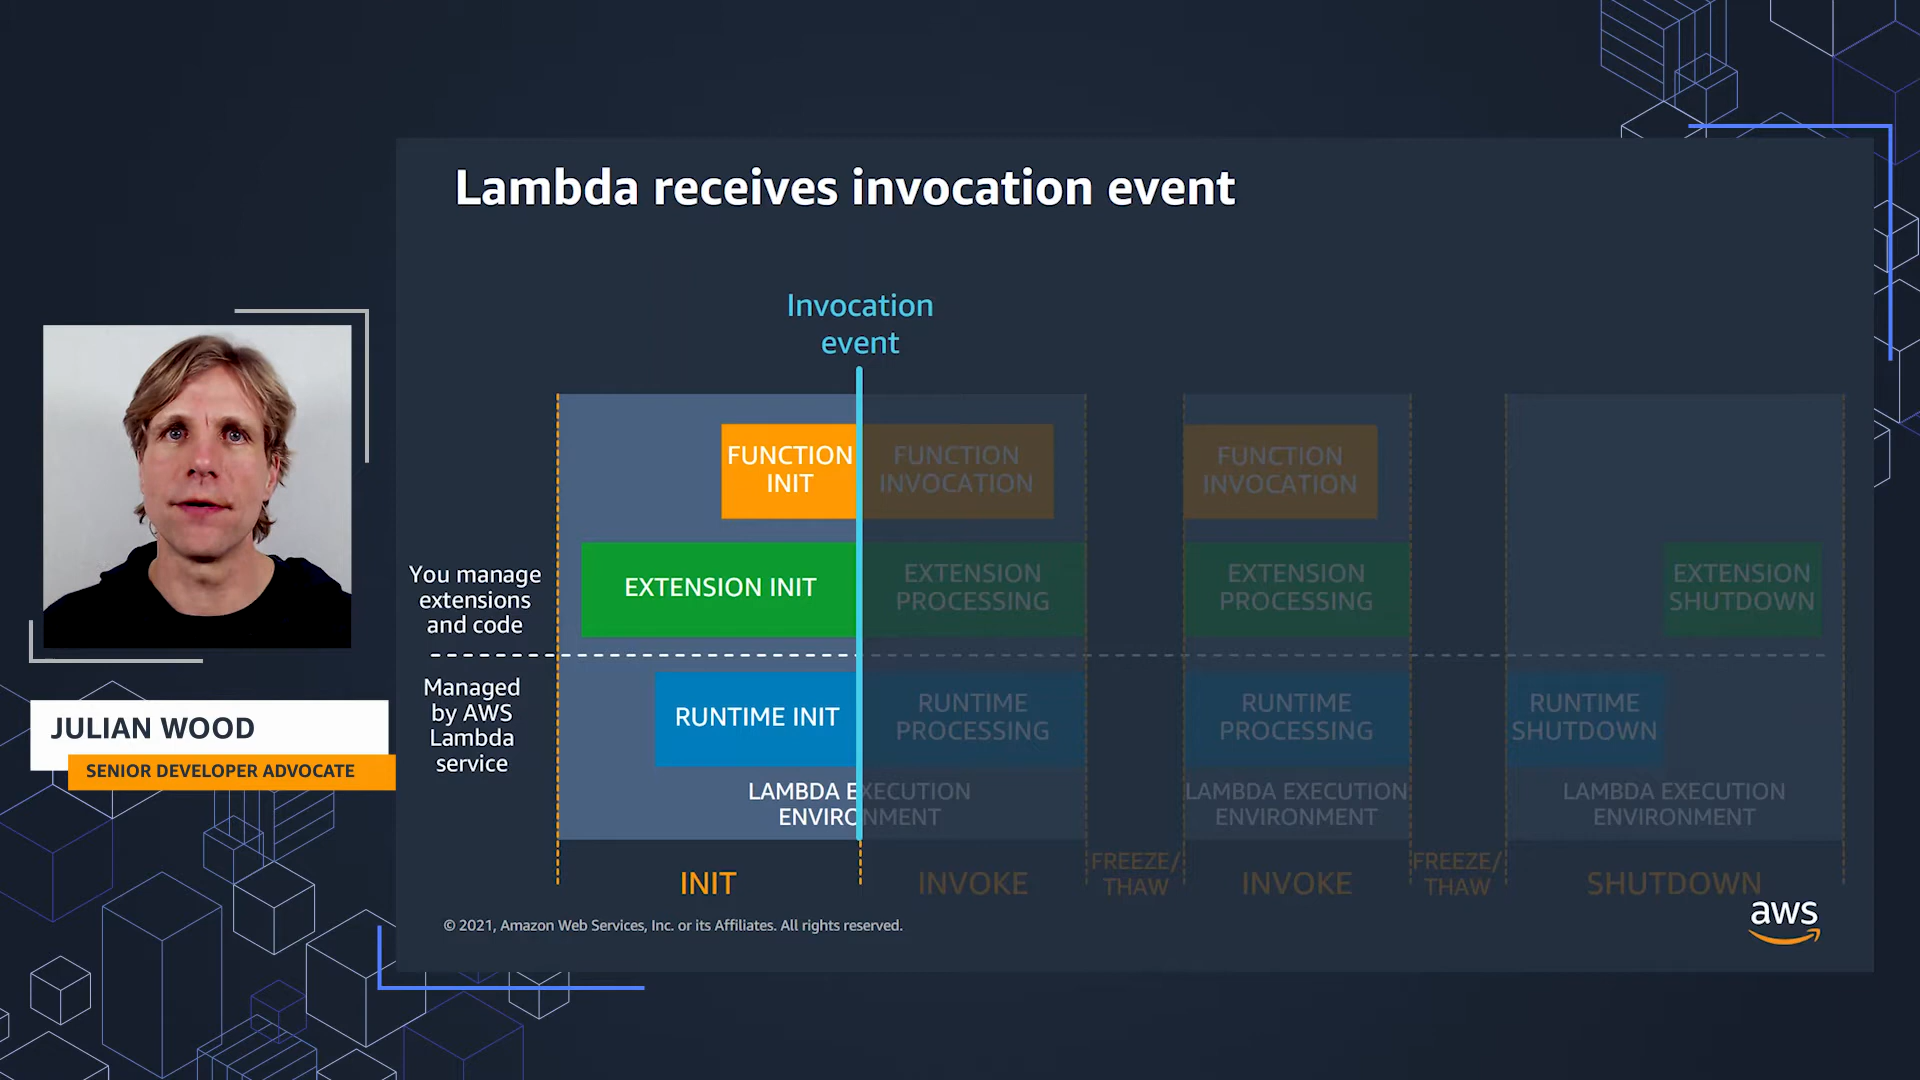 Lambda receives invocation event
Invocation
event
FUNCTION
INIT
FUNCTION
INVOCATION
FUNCTION
INVOCATION
You manage
extensions
and code
EXTENSION INIT
EXTENSION
PROCESSING
EXTENSION
PROCESSING
EXTENSION
SHUTDOWN
Managed
by AWS
Lambda
service
RUNTIME INIT
RUNTIME
PROCESSING
RUNTIME
PROCESSING
RUNTIME
SHUTDOWN
LAMBDA EXECUTION
ENVIRONMENT
LAMBDA EXECUTION
ENVIRONMENT
LAMBDA EXECUTION
ENVIRONMENT
INIT
INVOKE
FREEZE/
THAW
INVOKE
FREEZE/
THAW
SHUTDOWN
© 2021, Amazon Web Services, Inc. or its Affiliates. All rights reserved.
aws
JULIAN WOOD
SENIOR DEVELOPER ADVOCATE